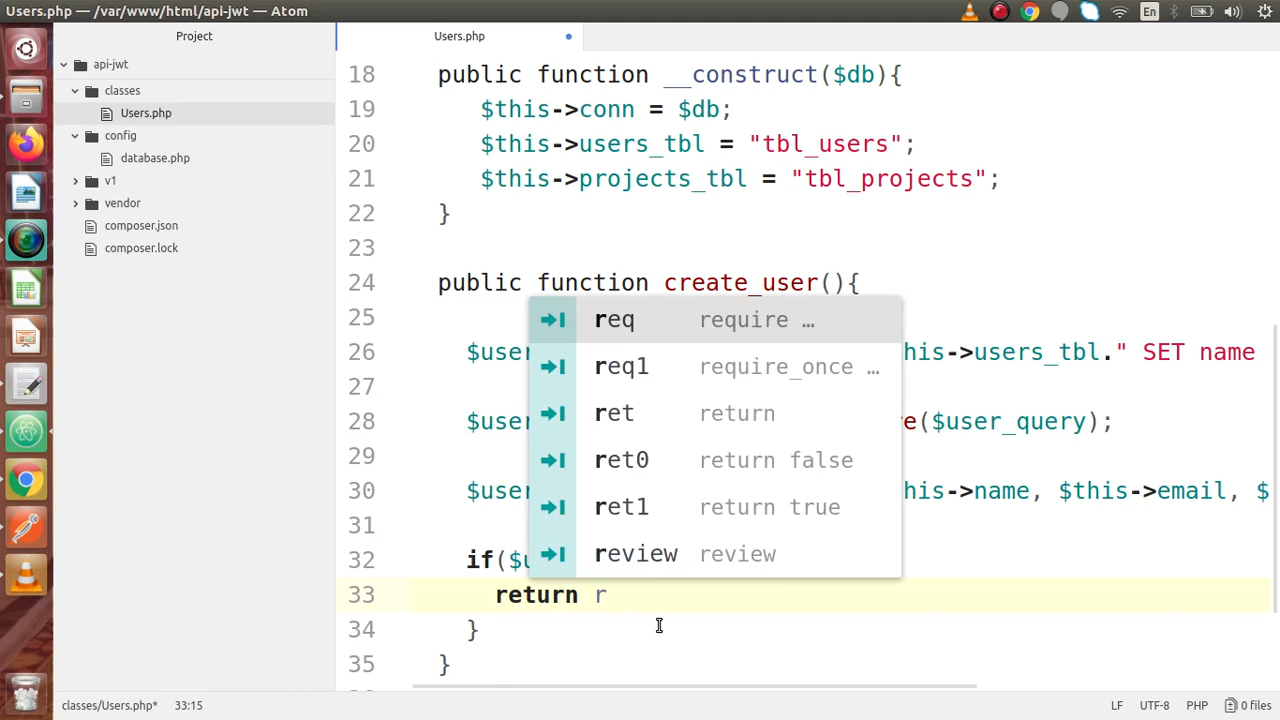 Users.php — /var/www/html/api-jwt — Atom
En
Project
Users.php
api-jwt
classes
Users.php
config
database.php
v1
vendor
composer.json
composer.lock
18 public function __construct($db){
19 $this->conn = $db;
20 $this->users_tbl = "tbl_users";
21 $this->projects_tbl = "tbl_projects";
22 }
23
24 public function create_user(){
25
req require …
26 $user his->users_tbl." SET name
req1 require_once …
27
ret return
28 $user re($user_query);
29
ret0 return false
30 $user his->name, $this->email, $
ret1 return true
31
32 if($u
review review
33 return r
34 }
35 }
classes/Users.php* 33:15 LF UTF-8 PHP 0 files